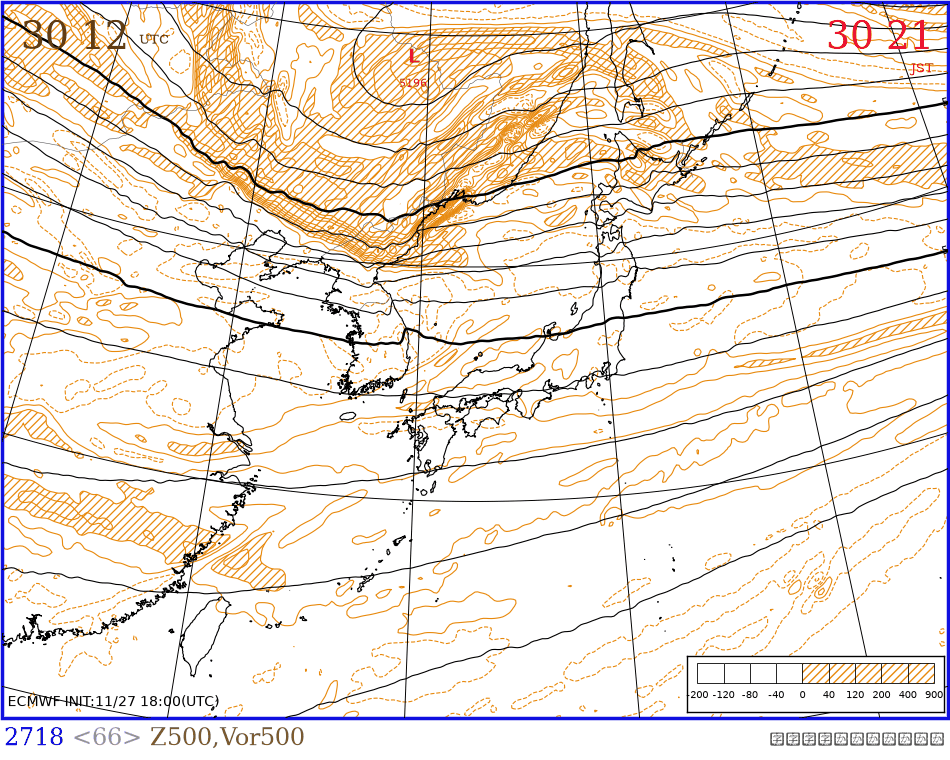 30 12 UTC
30 21
JST
L
5196
-200 -120 -80 -40 0 40 120 200 400 900
ECMWF INIT:11/27 18:00(UTC)
2718 <66> Z500,Vor500